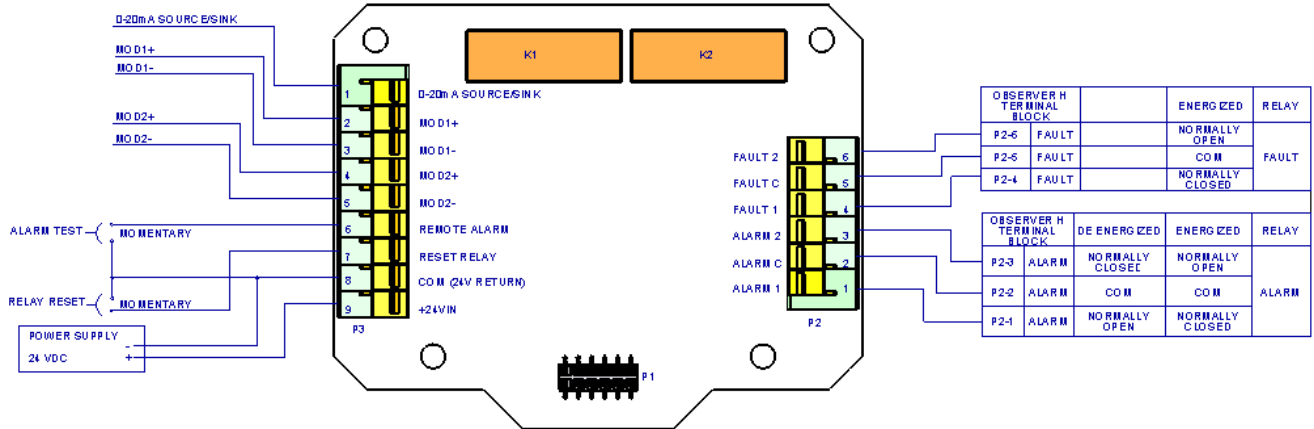 0-20mA SOURCE/SINK
MOD1+
MOD1-
MOD2+
MOD2-
ALARM TEST
MOMENTARY
RELAY RESET
MOMENTARY
POWER SUPPLY
-
24 VDC +
K1 K2
1 0-20mA SOURCE/SINK
2 MOD1+
3 MOD1-
4 MOD2+
5 MOD2-
6 REMOTE ALARM
7 RESET RELAY
8 COM (24V RETURN)
9 +24VIN
P3
FAULT 2 6
FAULT C 5
FAULT 1 4
ALARM 2 3
ALARM C 2
ALARM 1 1
P2
P1
OBSERVER H TERMINAL BLOCK ENERGIZED RELAY
P2-6 FAULT NORMALLY OPEN
P2-5 FAULT COM FAULT
P2-4 FAULT NORMALLY CLOSED
OBSERVER H TERMINAL BLOCK DE ENERGIZED ENERGIZED RELAY
P2-3 ALARM NORMALLY CLOSED NORMALLY OPEN
P2-2 ALARM COM COM ALARM
P2-1 ALARM NORMALLY OPEN NORMALLY CLOSED